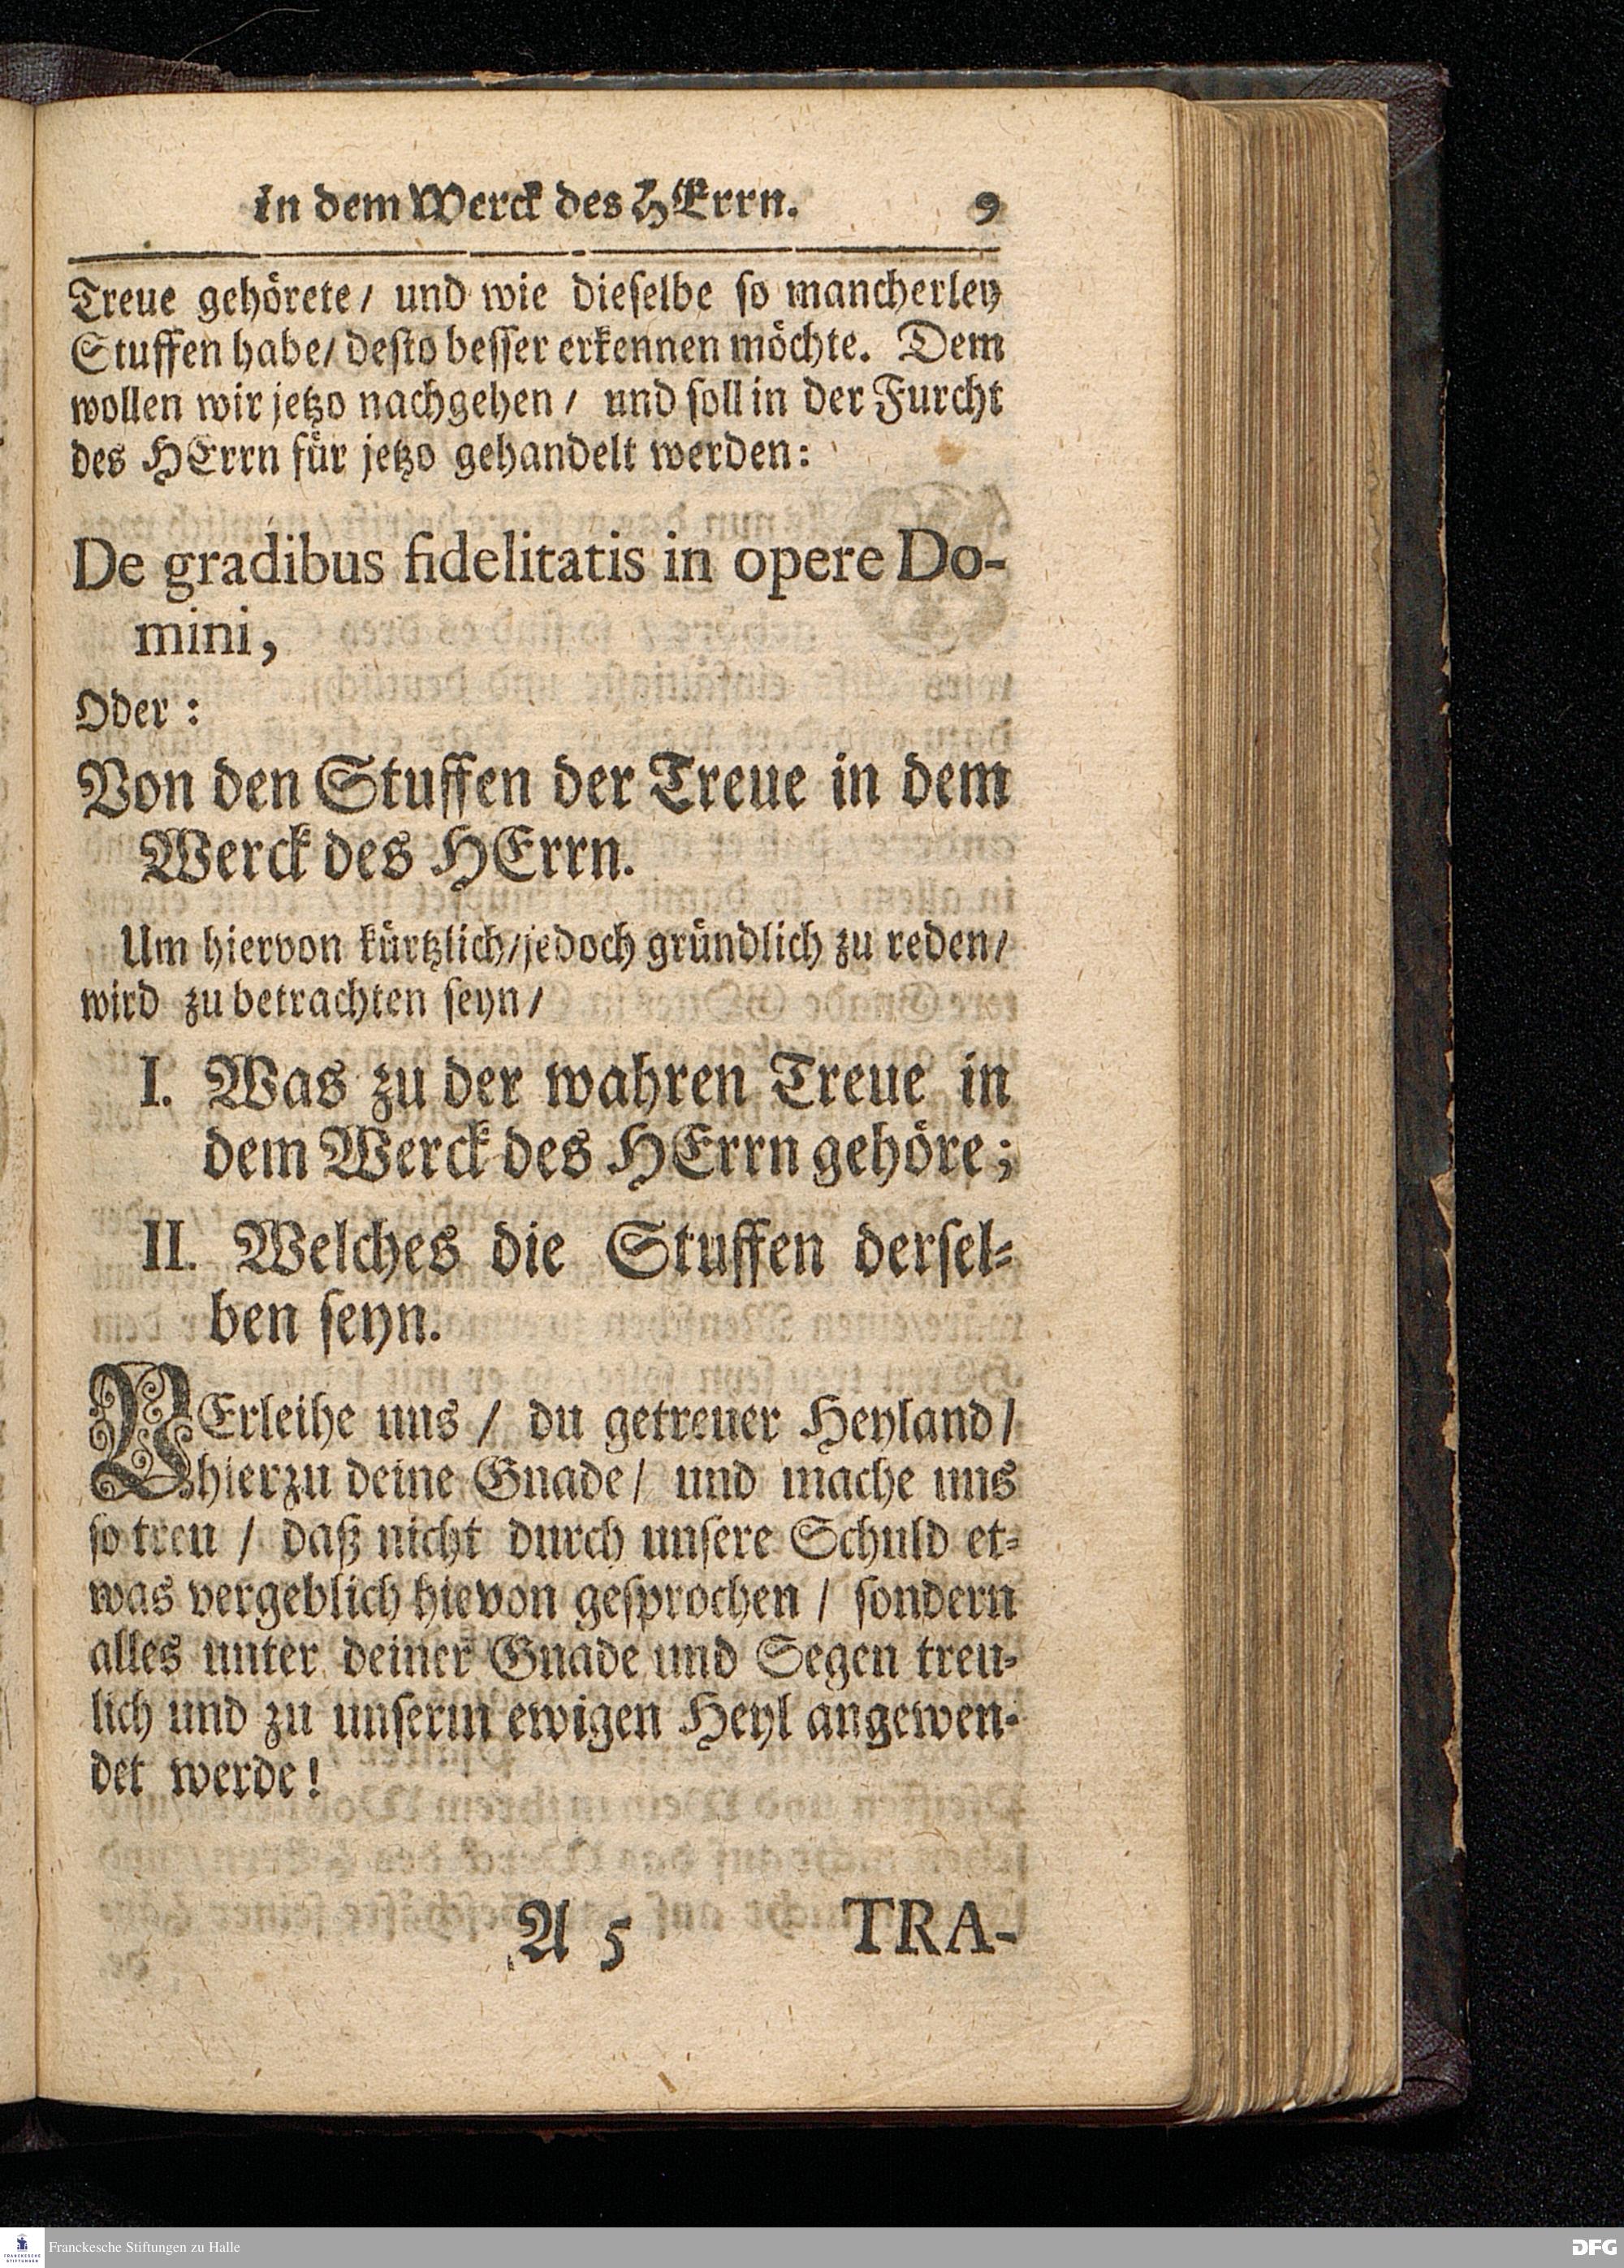 in dem Werck des HErrn. 9
Treue gehörete / und wie dieselbe so mancherley
Stuffen habe / desto besser erkennen möchte. Dem
wollen wir jetzo nachgehen / und soll in der Furcht
des HErrn für jetzo gehandelt werden:
De gradibus fidelitatis in opere Do-
mini,
Oder:
Von den Stuffen der Treue in dem
Werck des HErrn.
Um hiervon kürtzlich / jedoch gründlich zu reden /
wird zu betrachten seyn /
I. Was zu der wahren Treue in
dem Werck des HErrn gehöre;
II. Welches die Stuffen dersel-
ben seyn.
VErleihe uns / du getreuer Heyland /
hierzu deine Gnade / und mache uns
so treu / daß nicht durch unsere Schuld et-
was vergeblich hievon gesprochen / sondern
alles unter deiner Gnade und Segen treu-
lich und zu unserm ewigen Heyl angewen-
det werde!
A 5 TRA-
FRANCKESCHE STIFTUNGEN
Franckesche Stiftungen zu Halle
DFG